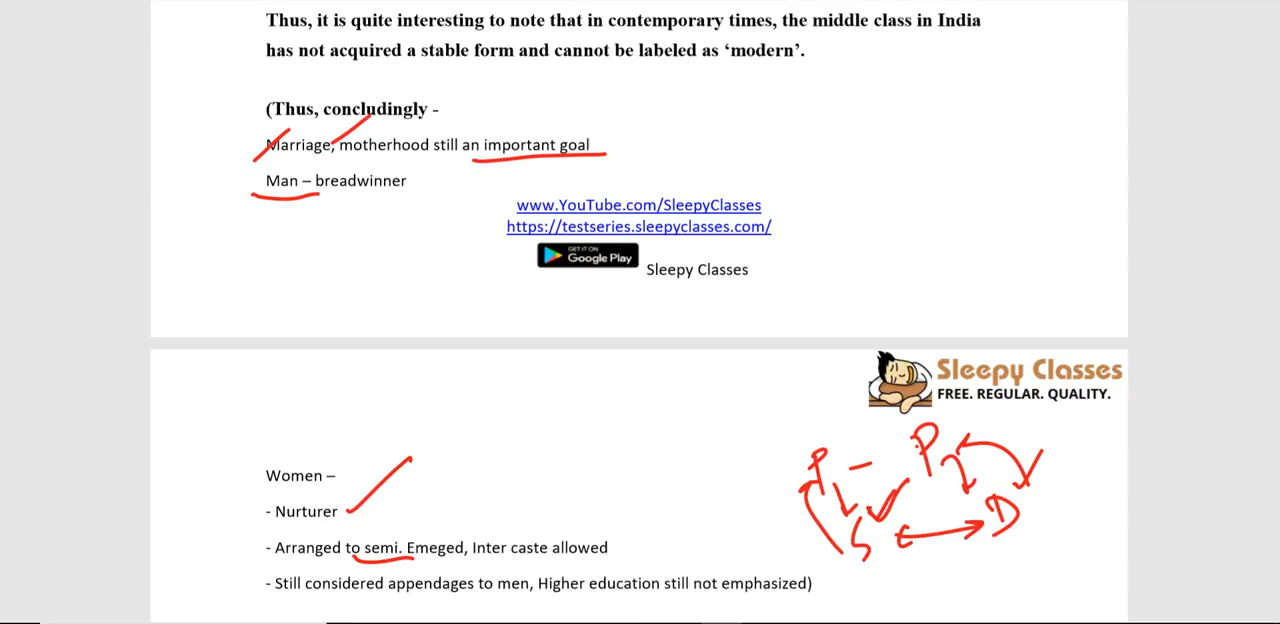 Thus, it is quite interesting to note that in contemporary times, the middle class in India
has not acquired a stable form and cannot be labeled as ‘modern’.
(Thus, concludingly -
Marriage, motherhood still an important goal
Man – breadwinner
www.YouTube.com/SleepyClasses
https://testseries.sleepyclasses.com/
GET IT ON
Google Play
Sleepy Classes
Sleepy Classes
FREE. REGULAR. QUALITY.
P – P
S D
Women –
- Nurturer
- Arranged to semi. Emeged, Inter caste allowed
- Still considered appendages to men, Higher education still not emphasized)